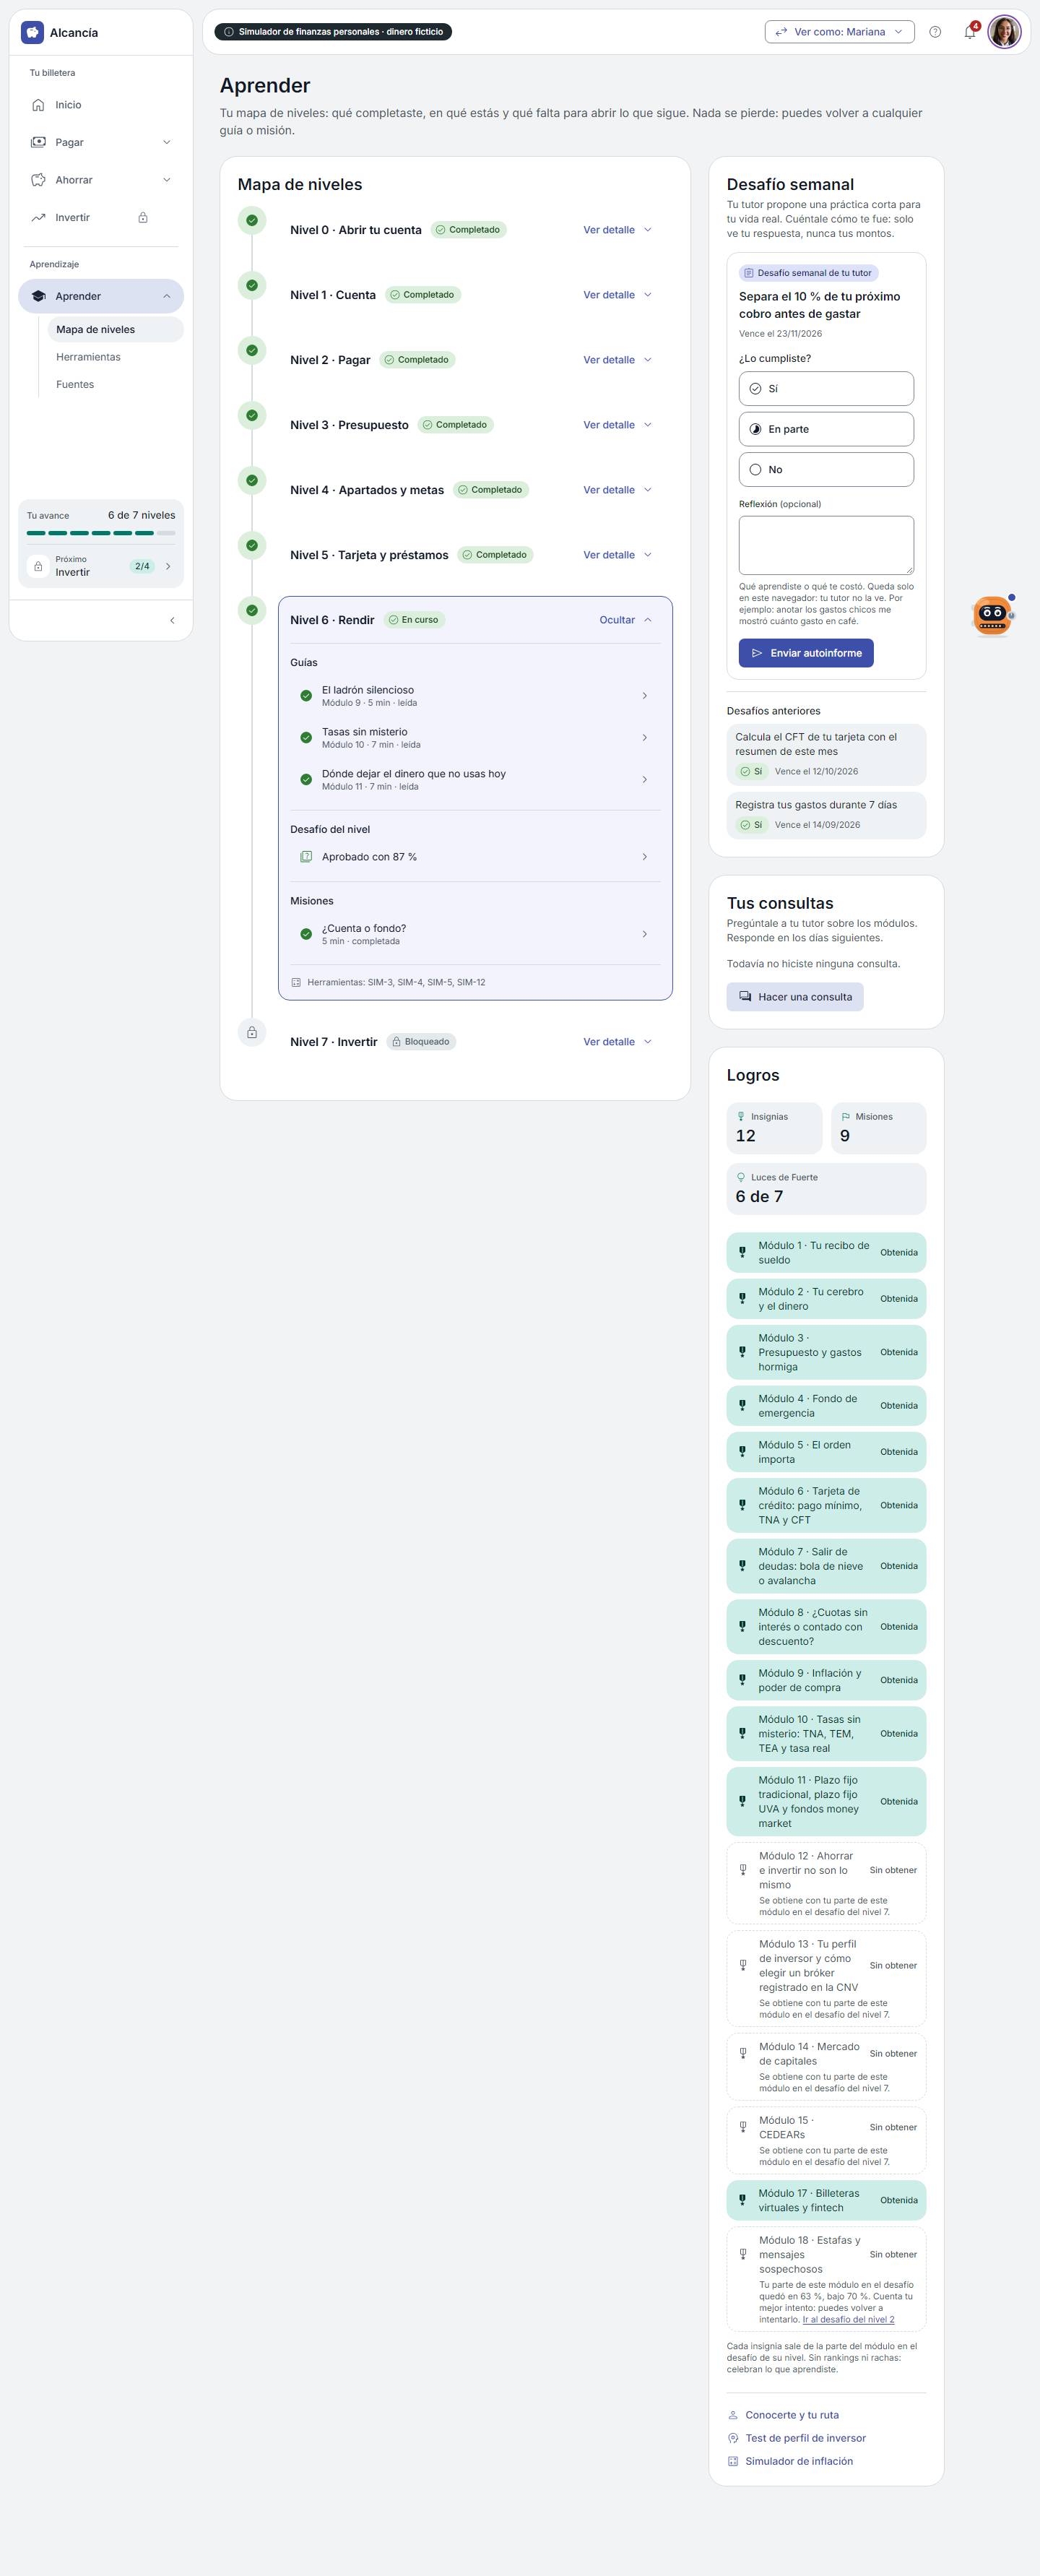 Alcancía
Tu billetera
Inicio
Pagar
Ahorrar
Invertir
Aprendizaje
Aprender
Mapa de niveles
Herramientas
Fuentes
Tu avance
6 de 7 niveles
Próximo
Invertir
2/4
Simulador de finanzas personales · dinero ficticio
Ver como: Mariana
4
Aprender
Tu mapa de niveles: qué completaste, en qué estás y qué falta para abrir lo que sigue. Nada se pierde: puedes volver a cualquier
guía o misión.
Mapa de niveles
Nivel 0 · Abrir tu cuenta
Completado
Ver detalle
Nivel 1 · Cuenta
Completado
Ver detalle
Nivel 2 · Pagar
Completado
Ver detalle
Nivel 3 · Presupuesto
Completado
Ver detalle
Nivel 4 · Apartados y metas
Completado
Ver detalle
Nivel 5 · Tarjeta y préstamos
Completado
Ver detalle
Nivel 6 · Rendir
En curso
Ocultar
Guías
El ladrón silencioso
Módulo 9 · 5 min · leída
Tasas sin misterio
Módulo 10 · 7 min · leída
Dónde dejar el dinero que no usas hoy
Módulo 11 · 7 min · leída
Desafío del nivel
Aprobado con 87 %
Misiones
¿Cuenta o fondo?
5 min · completada
Herramientas: SIM-3, SIM-4, SIM-5, SIM-12
Nivel 7 · Invertir
Bloqueado
Ver detalle
Desafío semanal
Tu tutor propone una práctica corta para
tu vida real. Cuéntale cómo te fue: solo
ve tu respuesta, nunca tus montos.
Desafío semanal de tu tutor
Separa el 10 % de tu próximo
cobro antes de gastar
Vence el 23/11/2026
¿Lo cumpliste?
Sí
En parte
No
Reflexión (opcional)
Qué aprendiste o qué te costó. Queda solo
en este navegador: tu tutor no la ve. Por
ejemplo: anotar los gastos chicos me
mostró cuánto gasto en café.
Enviar autoinforme
Desafíos anteriores
Calcula el CFT de tu tarjeta con el
resumen de este mes
Sí
Vence el 12/10/2026
Registra tus gastos durante 7 días
Sí
Vence el 14/09/2026
Tus consultas
Pregúntale a tu tutor sobre los módulos.
Responde en los días siguientes.
Todavía no hiciste ninguna consulta.
Hacer una consulta
Logros
Insignias
12
Misiones
9
Luces de Fuerte
6 de 7
Módulo 1 · Tu recibo de
sueldo
Obtenida
Módulo 2 · Tu cerebro
y el dinero
Obtenida
Módulo 3 ·
Presupuesto y gastos
hormiga
Obtenida
Módulo 4 · Fondo de
emergencia
Obtenida
Módulo 5 · El orden
importa
Obtenida
Módulo 6 · Tarjeta de
crédito: pago mínimo,
TNA y CFT
Obtenida
Módulo 7 · Salir de
deudas: bola de nieve
o avalancha
Obtenida
Módulo 8 · ¿Cuotas sin
interés o contado con
descuento?
Obtenida
Módulo 9 · Inflación y
poder de compra
Obtenida
Módulo 10 · Tasas sin
misterio: TNA, TEM,
TEA y tasa real
Obtenida
Módulo 11 · Plazo fijo
tradicional, plazo fijo
UVA y fondos money
market
Obtenida
Módulo 12 · Ahorrar
e invertir no son lo
mismo
Sin obtener
Se obtiene con tu parte de este
módulo en el desafío del nivel 7.
Módulo 13 · Tu perfil
de inversor y cómo
elegir un bróker
registrado en la CNV
Sin obtener
Se obtiene con tu parte de este
módulo en el desafío del nivel 7.
Módulo 14 · Mercado
de capitales
Sin obtener
Se obtiene con tu parte de este
módulo en el desafío del nivel 7.
Módulo 15 ·
CEDEARs
Sin obtener
Se obtiene con tu parte de este
módulo en el desafío del nivel 7.
Módulo 17 · Billeteras
virtuales y fintech
Obtenida
Módulo 18 · Estafas y
mensajes
sospechosos
Sin obtener
Tu parte de este módulo en el desafío
quedó en 63 %, bajo 70 %. Cuenta tu
mejor intento: puedes volver a
intentarlo. Ir al desafío del nivel 2
Cada insignia sale de la parte del módulo en el
desafío de su nivel. Sin rankings ni rachas:
celebran lo que aprendiste.
Conocerte y tu ruta
Test de perfil de inversor
Simulador de inflación